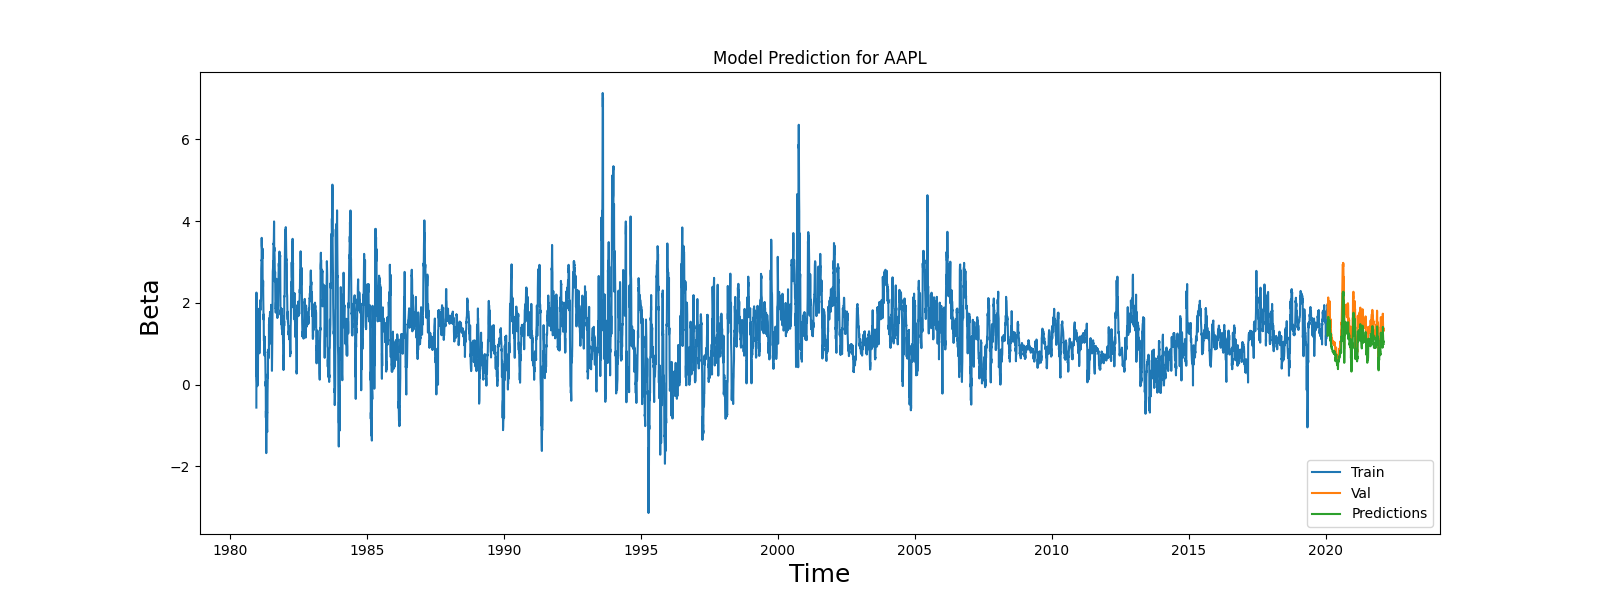 Model Prediction for AAPL
Beta
6
4
2
0
−2
1980 1985 1990 1995 2000 2005 2010 2015 2020
Time
Train
Val
Predictions